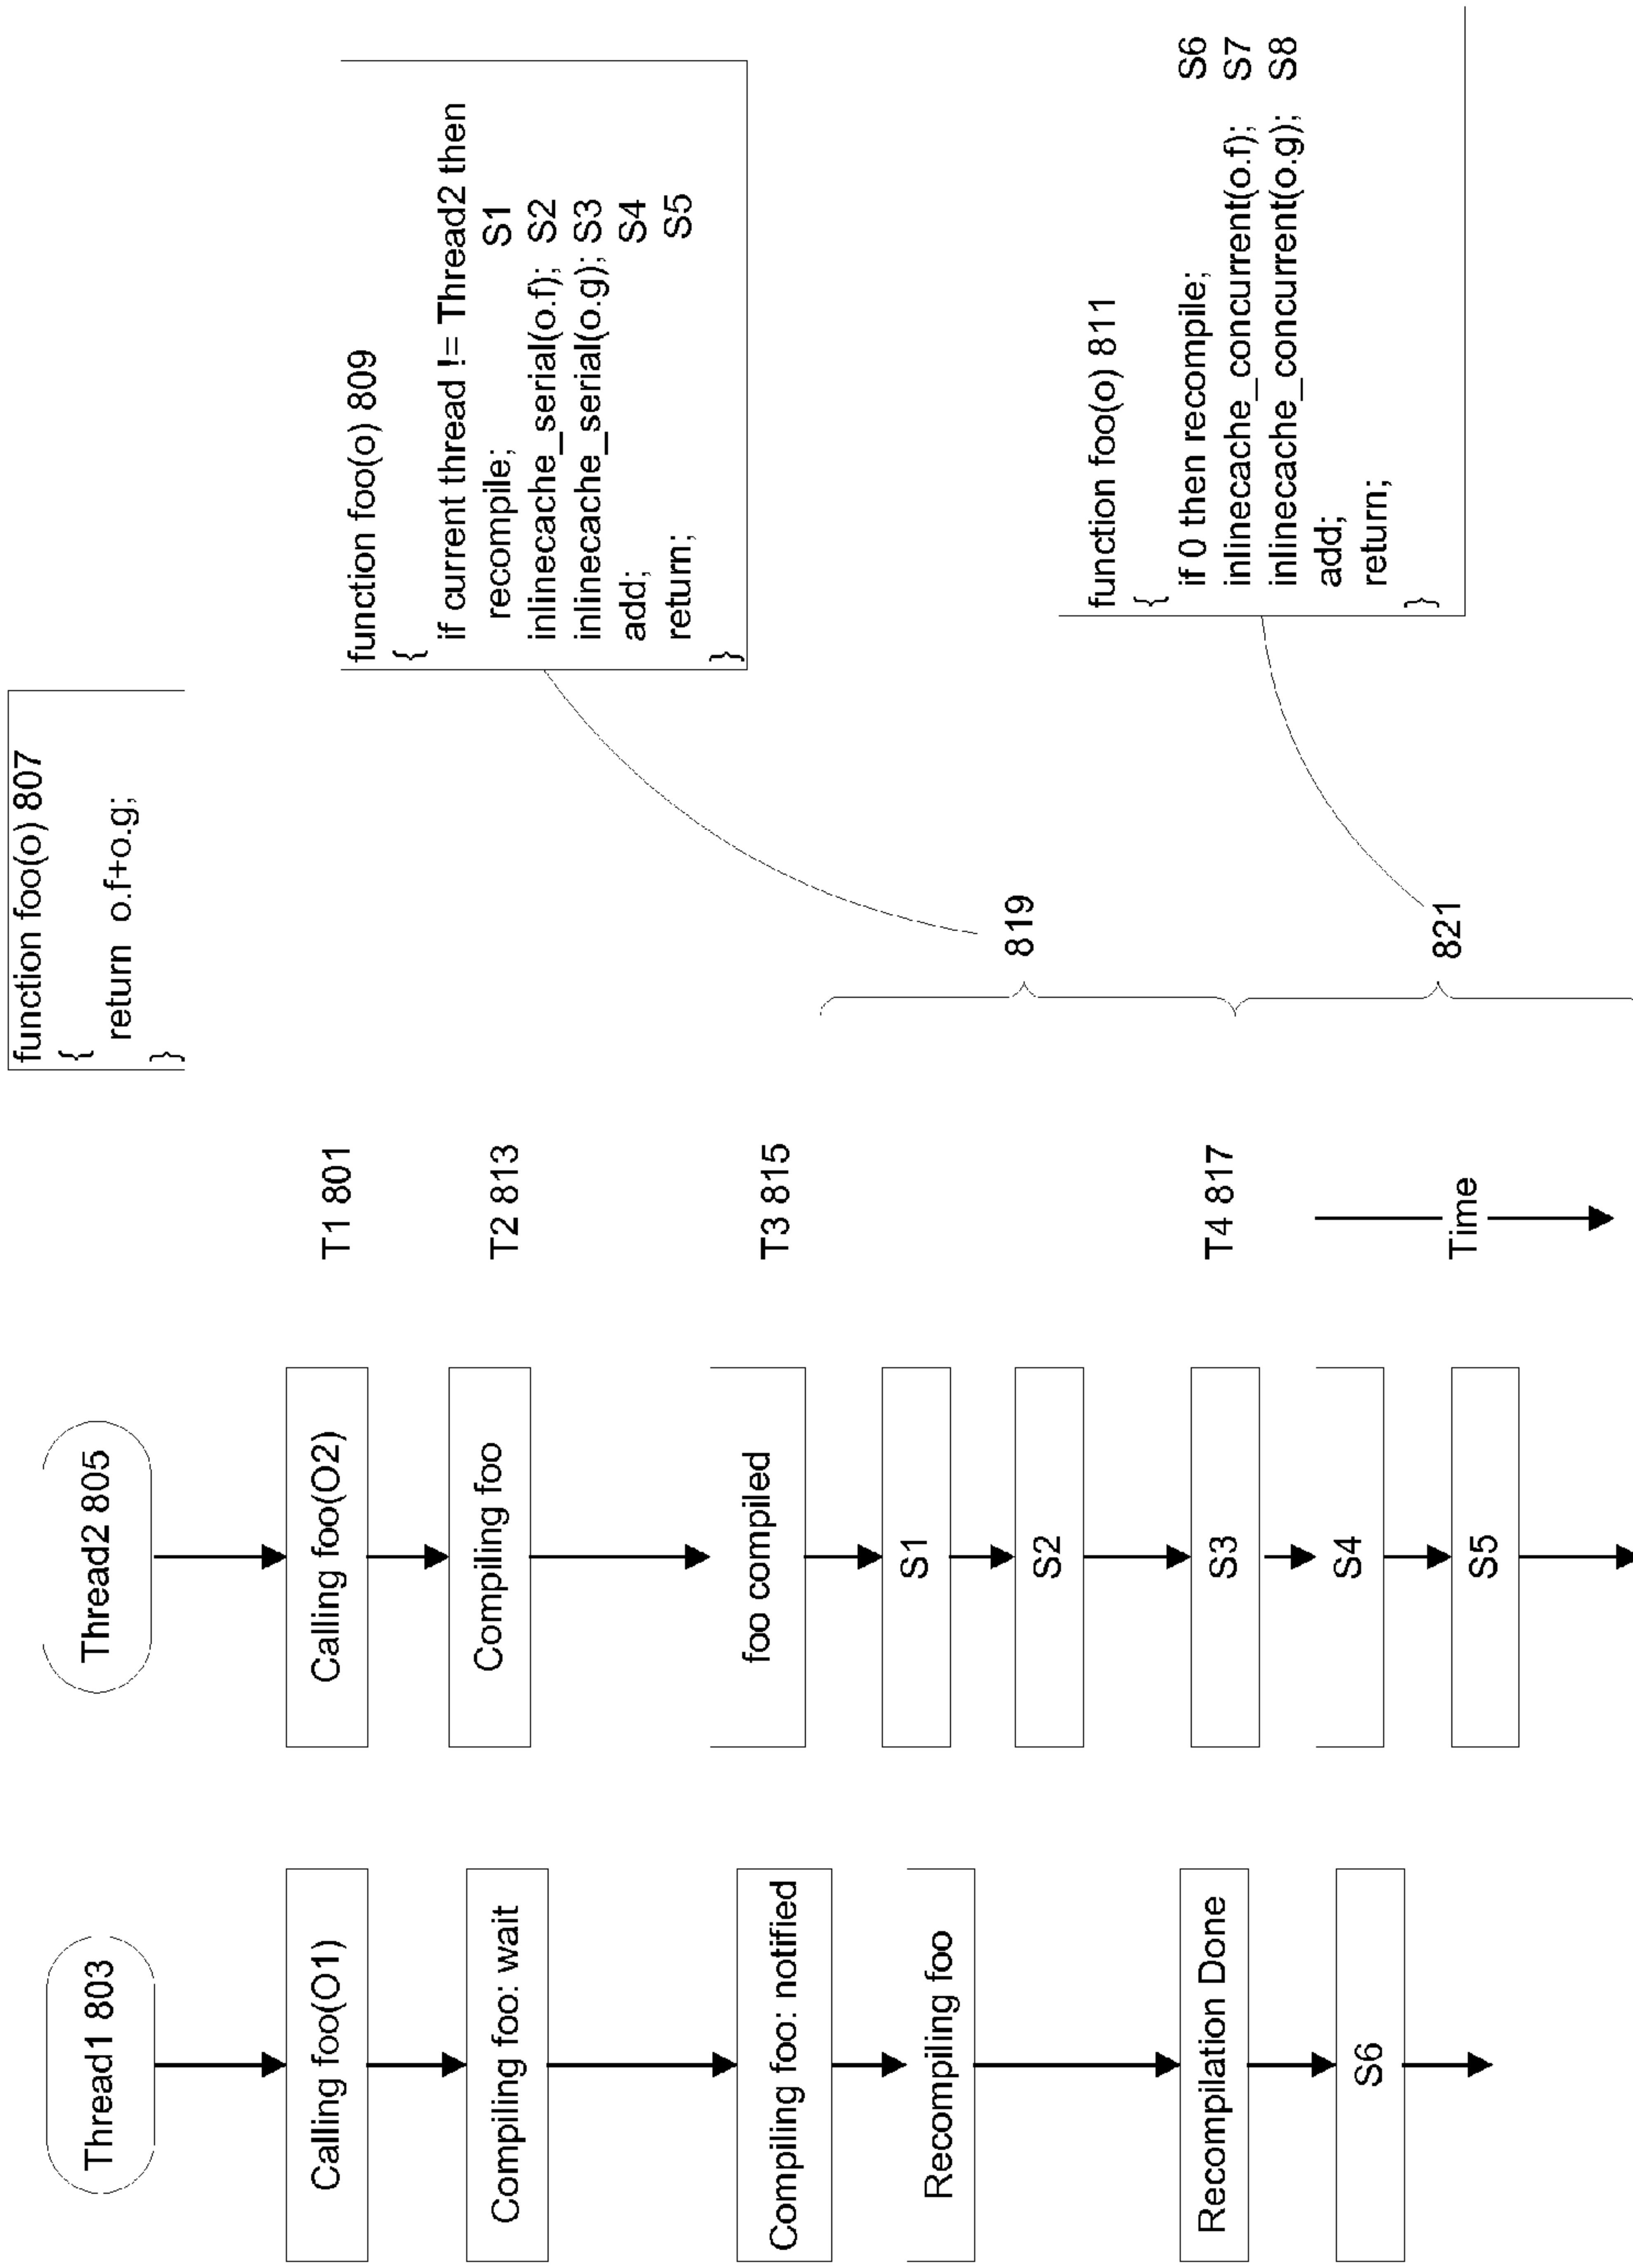 function foo(o) 807
{
return o.f+o.g;
}
Thread1 803
Thread2 805
Calling foo(O1)
Calling foo(O2)
T1 801
Compiling foo: wait
Compiling foo
T2 813
Compiling foo: notified
foo compiled
T3 815
Recompiling foo
S1
S2
Recompilation Done
S3
T4 817
S6
S4
S5
Time
819
821
function foo(o) 809
{
if current thread != Thread2 then
recompile; S1
inlinecache_serial(o.f); S2
inlinecache_serial(o.g); S3
add; S4
return; S5
}
function foo(o) 811
{
if 0 then recompile; S6
inlinecache_concurrent(o.f); S7
inlinecache_concurrent(o.g); S8
add;
return;
}